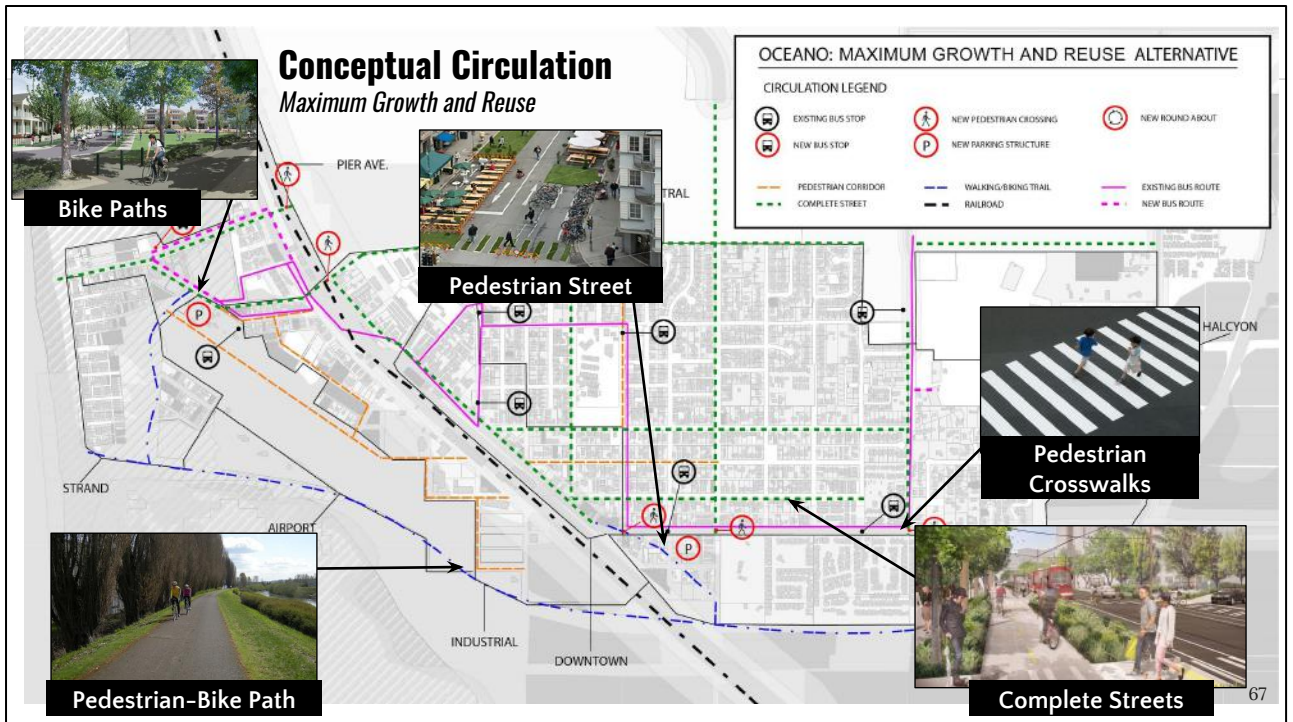 Conceptual Circulation
Maximum Growth and Reuse
OCEANO: MAXIMUM GROWTH AND REUSE ALTERNATIVE
CIRCULATION LEGEND
EXISTING BUS STOP
NEW PEDESTRIAN CROSSING
NEW ROUND ABOUT
NEW BUS STOP
P
NEW PARKING STRUCTURE
PEDESTRIAN CORRIDOR
WALKING/BIKING TRAIL
EXISTING BUS ROUTE
COMPLETE STREET
RAILROAD
NEW BUS ROUTE
PIER AVE.
TRAL
Bike Paths
Pedestrian Street
P
HALCYON
Pedestrian
Crosswalks
STRAND
AIRPORT
P
INDUSTRIAL
DOWNTOWN
Pedestrian-Bike Path
Complete Streets
67